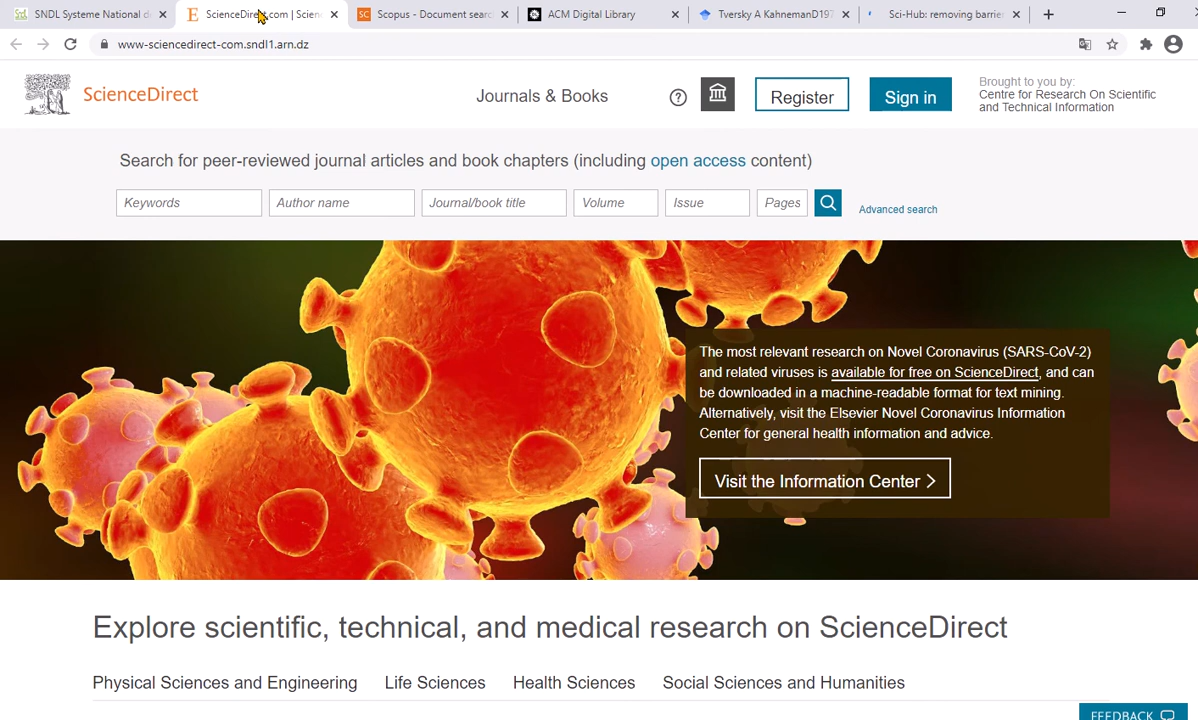 SNDL Systeme National d
ScienceDirect.com | Scien
Scopus - Document searc
ACM Digital Library
Tversky A KahnemanD197
Sci-Hub: removing barrie
www-sciencedirect-com.sndl1.arn.dz
ScienceDirect
Journals & Books
Register
Sign in
Brought to you by:
Centre for Research On Scientific
and Technical Information
Search for peer-reviewed journal articles and book chapters (including open access content)
Keywords
Author name
Journal/book title
Volume
Issue
Pages
Advanced search
The most relevant research on Novel Coronavirus (SARS-CoV-2)
and related viruses is available for free on ScienceDirect, and can
be downloaded in a machine-readable format for text mining.
Alternatively, visit the Elsevier Novel Coronavirus Information
Center for general health information and advice.
Visit the Information Center >
Explore scientific, technical, and medical research on ScienceDirect
Physical Sciences and Engineering
Life Sciences
Health Sciences
Social Sciences and Humanities
FEEDBACK